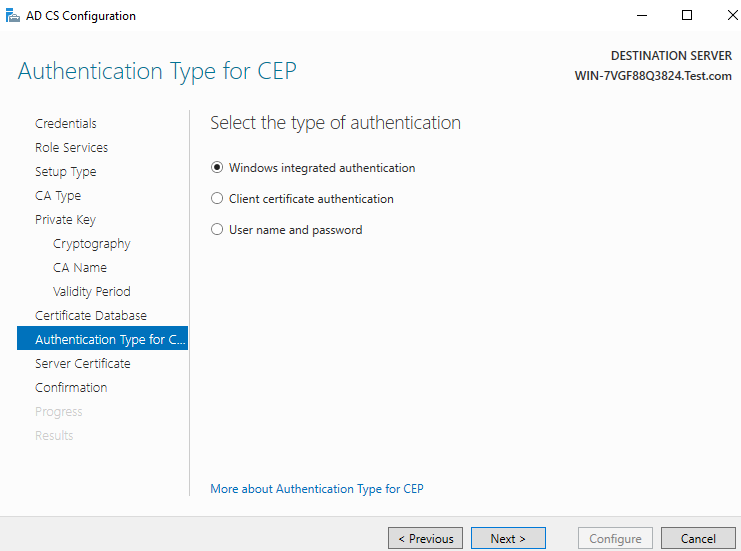 AD CS Configuration
Authentication Type for CEP
DESTINATION SERVER
WIN-7VGF88Q3824.Test.com
Credentials
Role Services
Setup Type
CA Type
Private Key
Cryptography
CA Name
Validity Period
Certificate Database
Authentication Type for C...
Server Certificate
Confirmation
Progress
Results
Select the type of authentication
Windows integrated authentication
Client certificate authentication
User name and password
More about Authentication Type for CEP
< Previous
Next >
Configure
Cancel